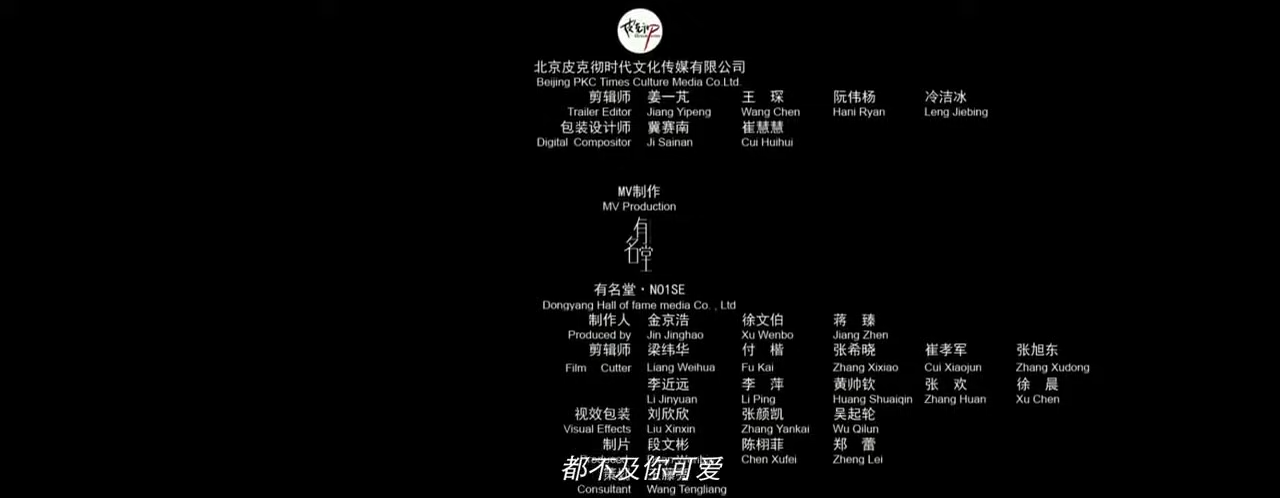 北京皮克彻时代文化传媒有限公司
Beijing PKC Times Culture Media Co.Ltd.
剪辑师 姜一芃 王 琛 阮伟杨 冷洁冰
Trailer Editor Jiang Yipeng Wang Chen Hani Ryan Leng Jiebing
包装设计师 冀赛南 崔慧慧
Digital Compositor Ji Sainan Cui Huihui
MV制作
MV Production
有名堂
有名堂·NO1SE
Dongyang Hall of fame media Co. , Ltd
制作人 金京浩 徐文伯 蒋 臻
Produced by Jin Jinghao Xu Wenbo Jiang Zhen
剪辑师 梁纬华 付 楷 张希晓 崔孝军 张旭东
Film Cutter Liang Weihua Fu Kai Zhang Xixiao Cui Xiaojun Zhang Xudong
李近远 李 萍 黄帅钦 张 欢 徐 晨
Li Jinyuan Li Ping Huang Shuaiqin Zhang Huan Xu Chen
视效包装 刘欣欣 张颜凯 吴起轮
Visual Effects Liu Xinxin Zhang Yankai Wu Qilun
制片 段文彬 陈栩菲 郑 蕾
Chen Xufei Zheng Lei
都不及你可爱
Consultant Wang Tengliang